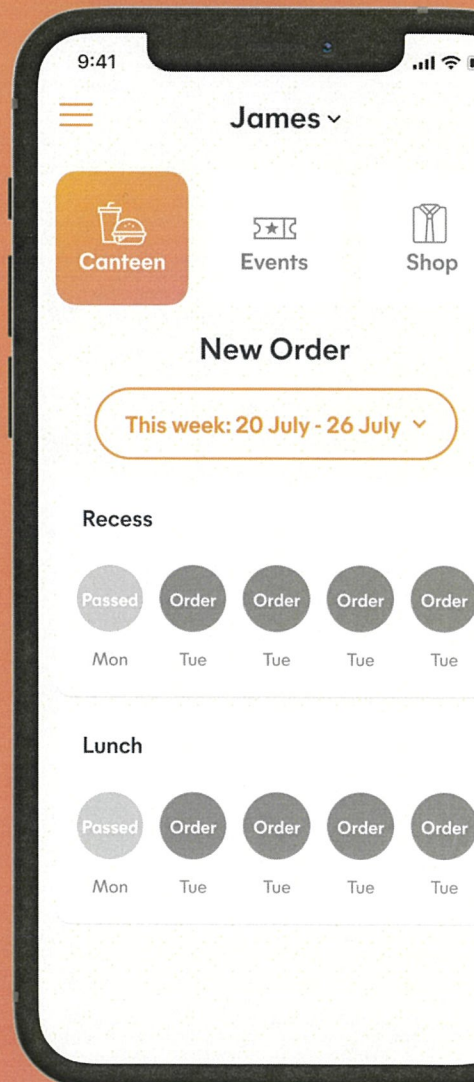 9:41
James
Canteen Events Shop
New Order
This week: 20 July - 26 July
Recess
Passed Order Order Order Order
Mon Tue Tue Tue Tue
Lunch
Passed Order Order Order Order
Mon Tue Tue Tue Tue